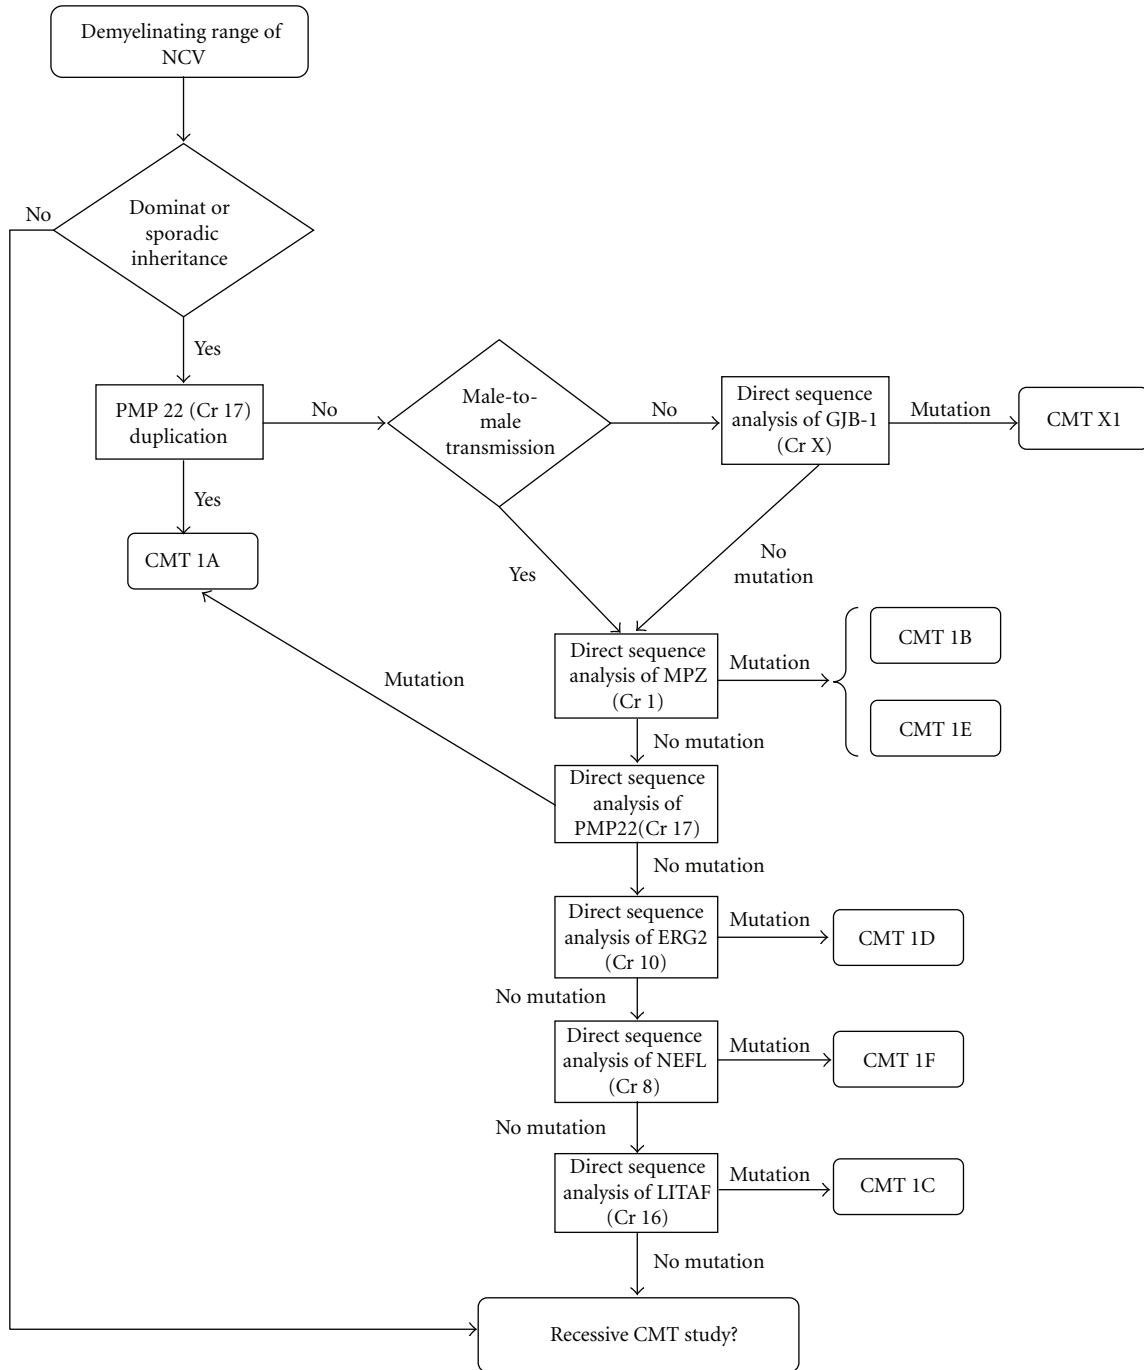 Demyelinating range of
NCV
No
Dominat or
sporadic
inheritance
Yes
PMP 22 (Cr 17)
duplication
No
Male-to-
male
transmission
No
Direct sequence
analysis of GJB-1
(Cr X)
Mutation
CMT X1
Yes
CMT 1A
Yes
No
mutation
Direct sequence
analysis of MPZ
(Cr 1)
Mutation
CMT 1B
CMT 1E
Mutation
No mutation
Direct sequence
analysis of
PMP22(Cr 17)
No mutation
Direct sequence
analysis of ERG2
(Cr 10)
Mutation
CMT 1D
No mutation
Direct sequence
analysis of NEFL
(Cr 8)
Mutation
CMT 1F
No mutation
Direct sequence
analysis of LITAF
(Cr 16)
Mutation
CMT 1C
No mutation
Recessive CMT study?